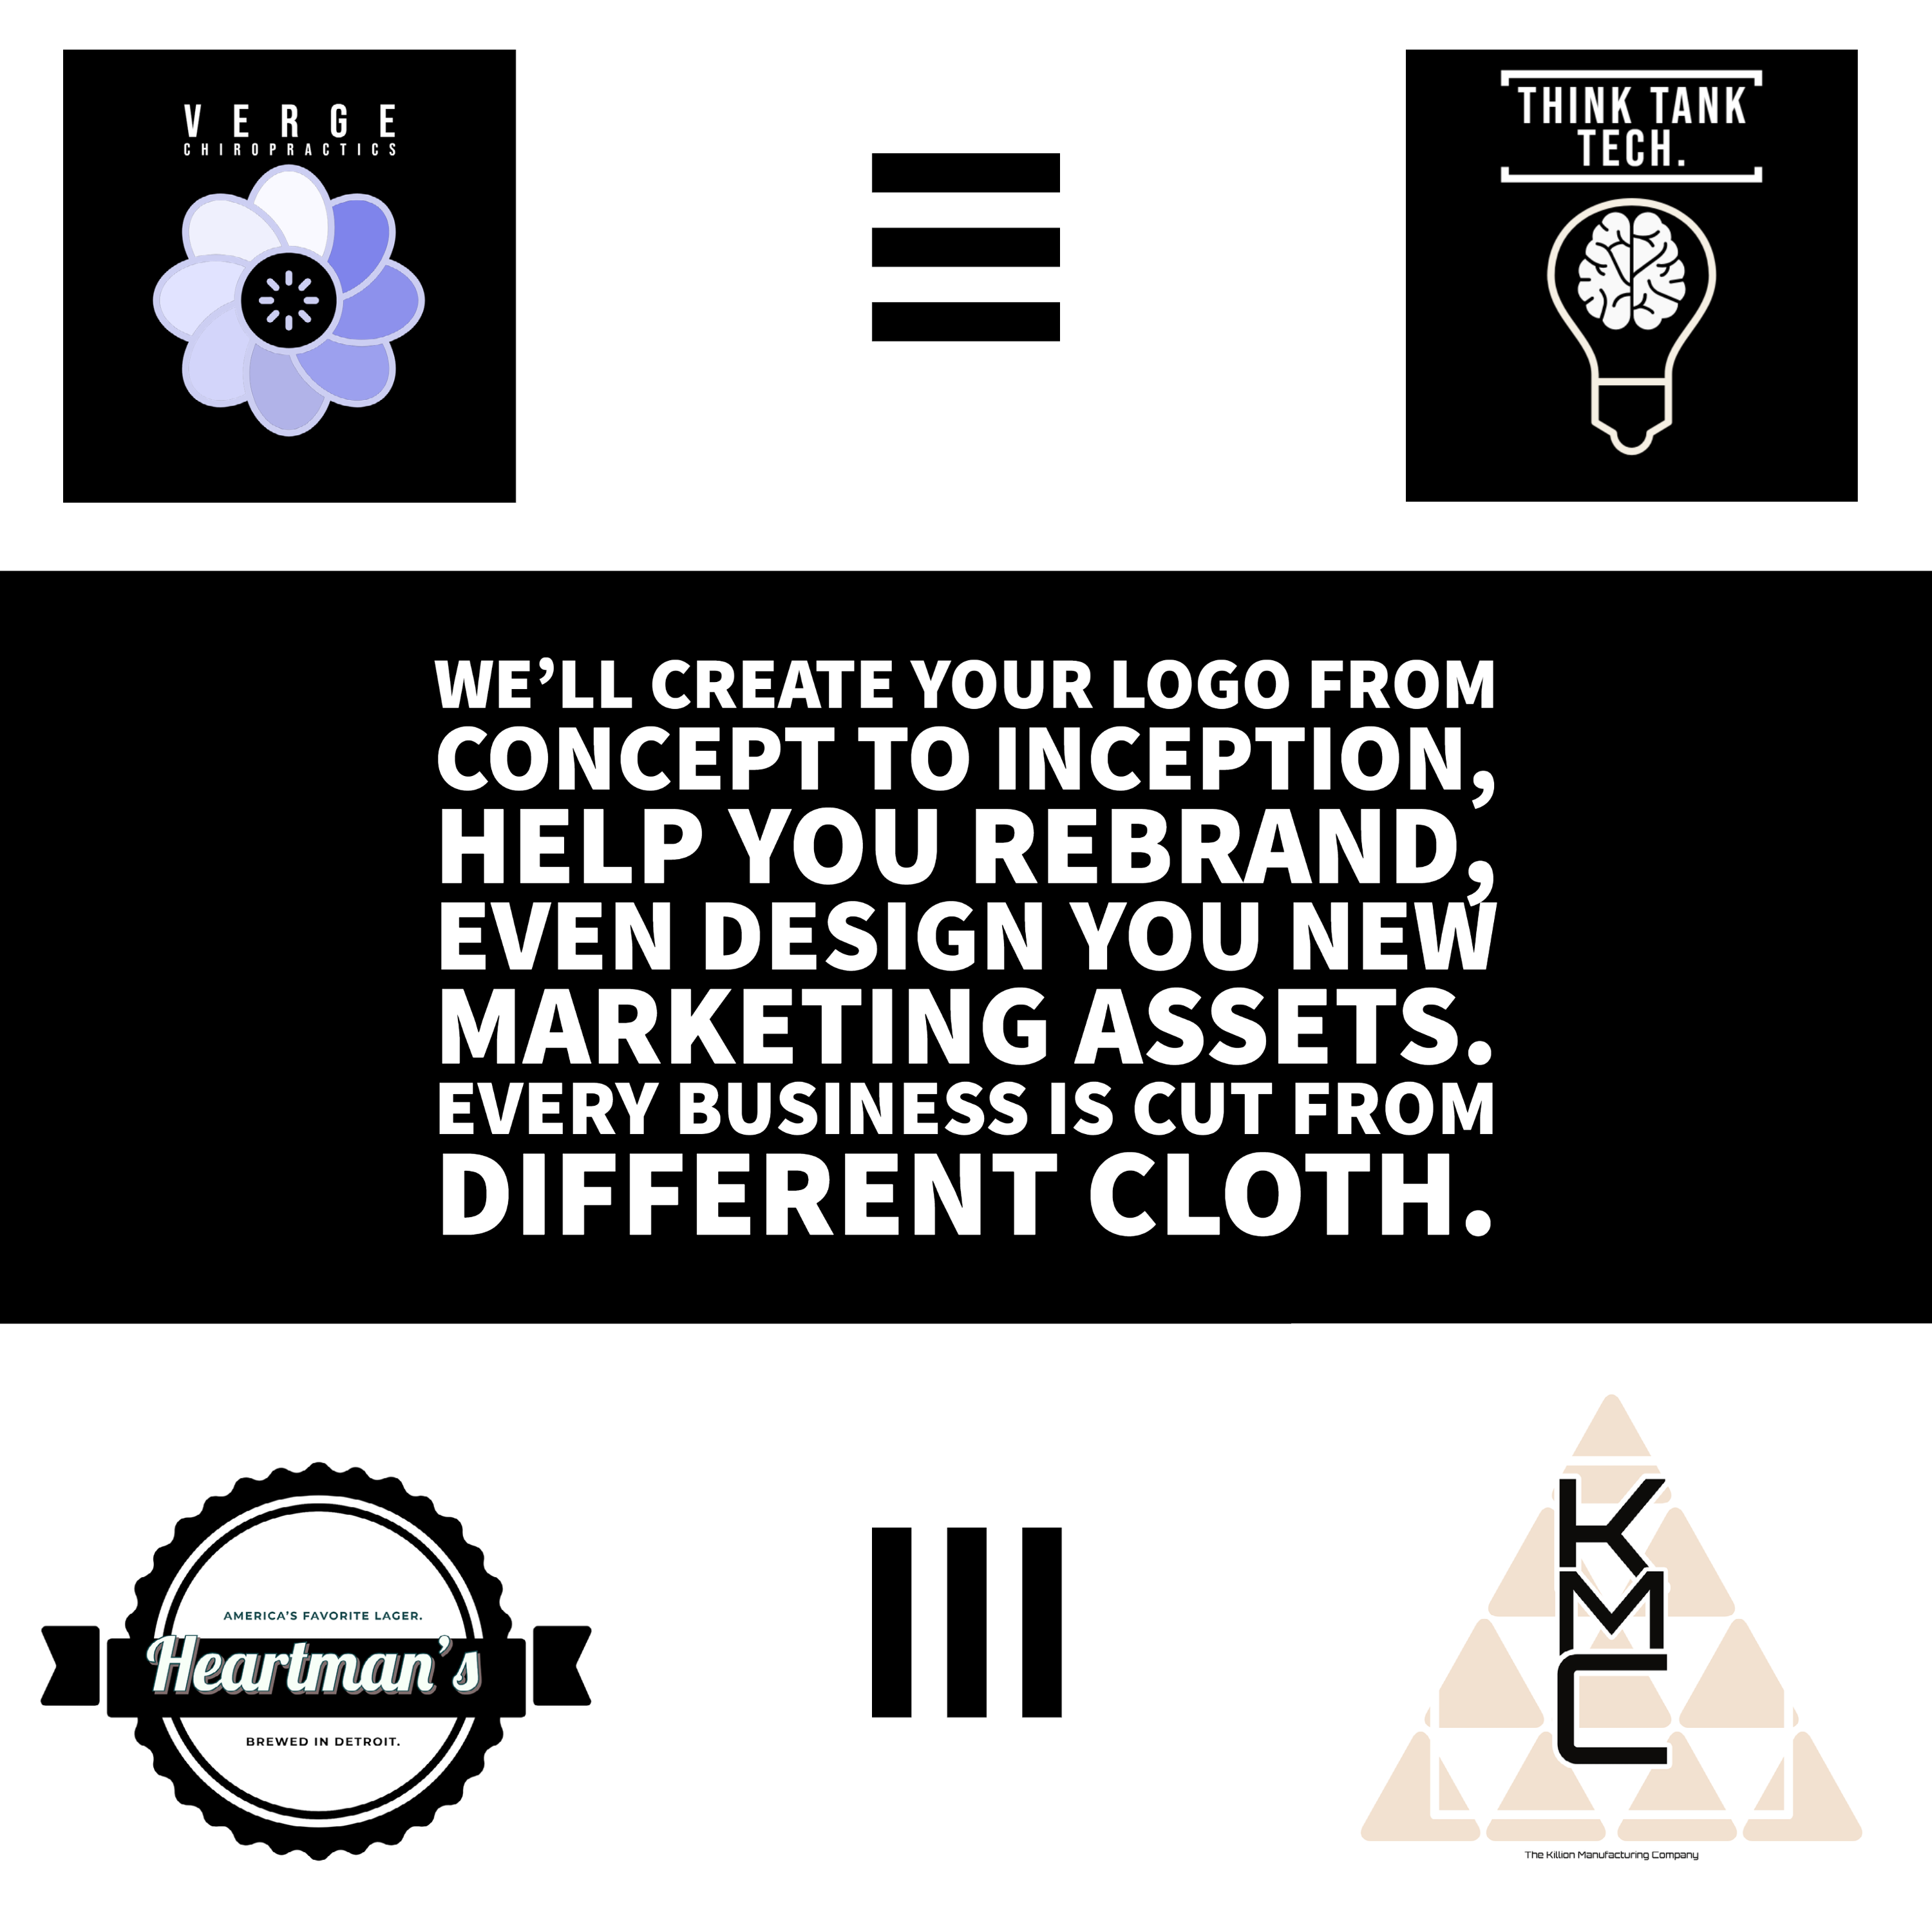 VERGE
CHIROPRACTICS
THINK TANK
TECH.
WE’LL CREATE YOUR LOGO FROM
CONCEPT TO INCEPTION,
HELP YOU REBRAND,
EVEN DESIGN YOU NEW
MARKETING ASSETS.
EVERY BUSINESS IS CUT FROM
DIFFERENT CLOTH.
AMERICA’S FAVORITE LAGER.
Heartman’s
BREWED IN DETROIT.
K
M
C
The Killion Manufacturing Company